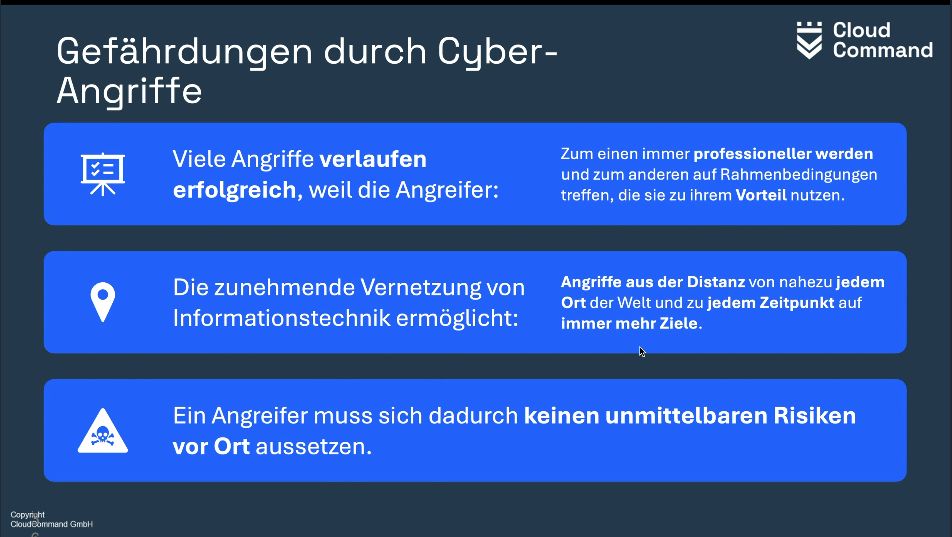 Gefährdungen durch Cyber-
Angriffe
Cloud
Command
Viele Angriffe verlaufen
erfolgreich, weil die Angreifer:
Zum einen immer professioneller werden
und zum anderen auf Rahmenbedingungen
treffen, die sie zu ihrem Vorteil nutzen.
Die zunehmende Vernetzung von
Informationstechnik ermöglicht:
Angriffe aus der Distanz von nahezu jedem
Ort der Welt und zu jedem Zeitpunkt auf
immer mehr Ziele.
Ein Angreifer muss sich dadurch keinen unmittelbaren Risiken
vor Ort aussetzen.
Copyright
CloudCommand GmbH